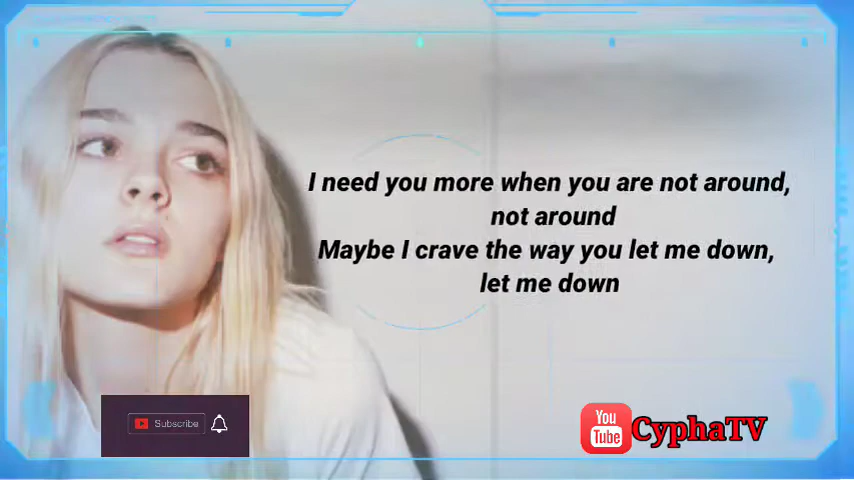 I need you more when you are not around,
not around
Maybe I crave the way you let me down,
let me down
Subscribe
You
Tube
CyphaTV